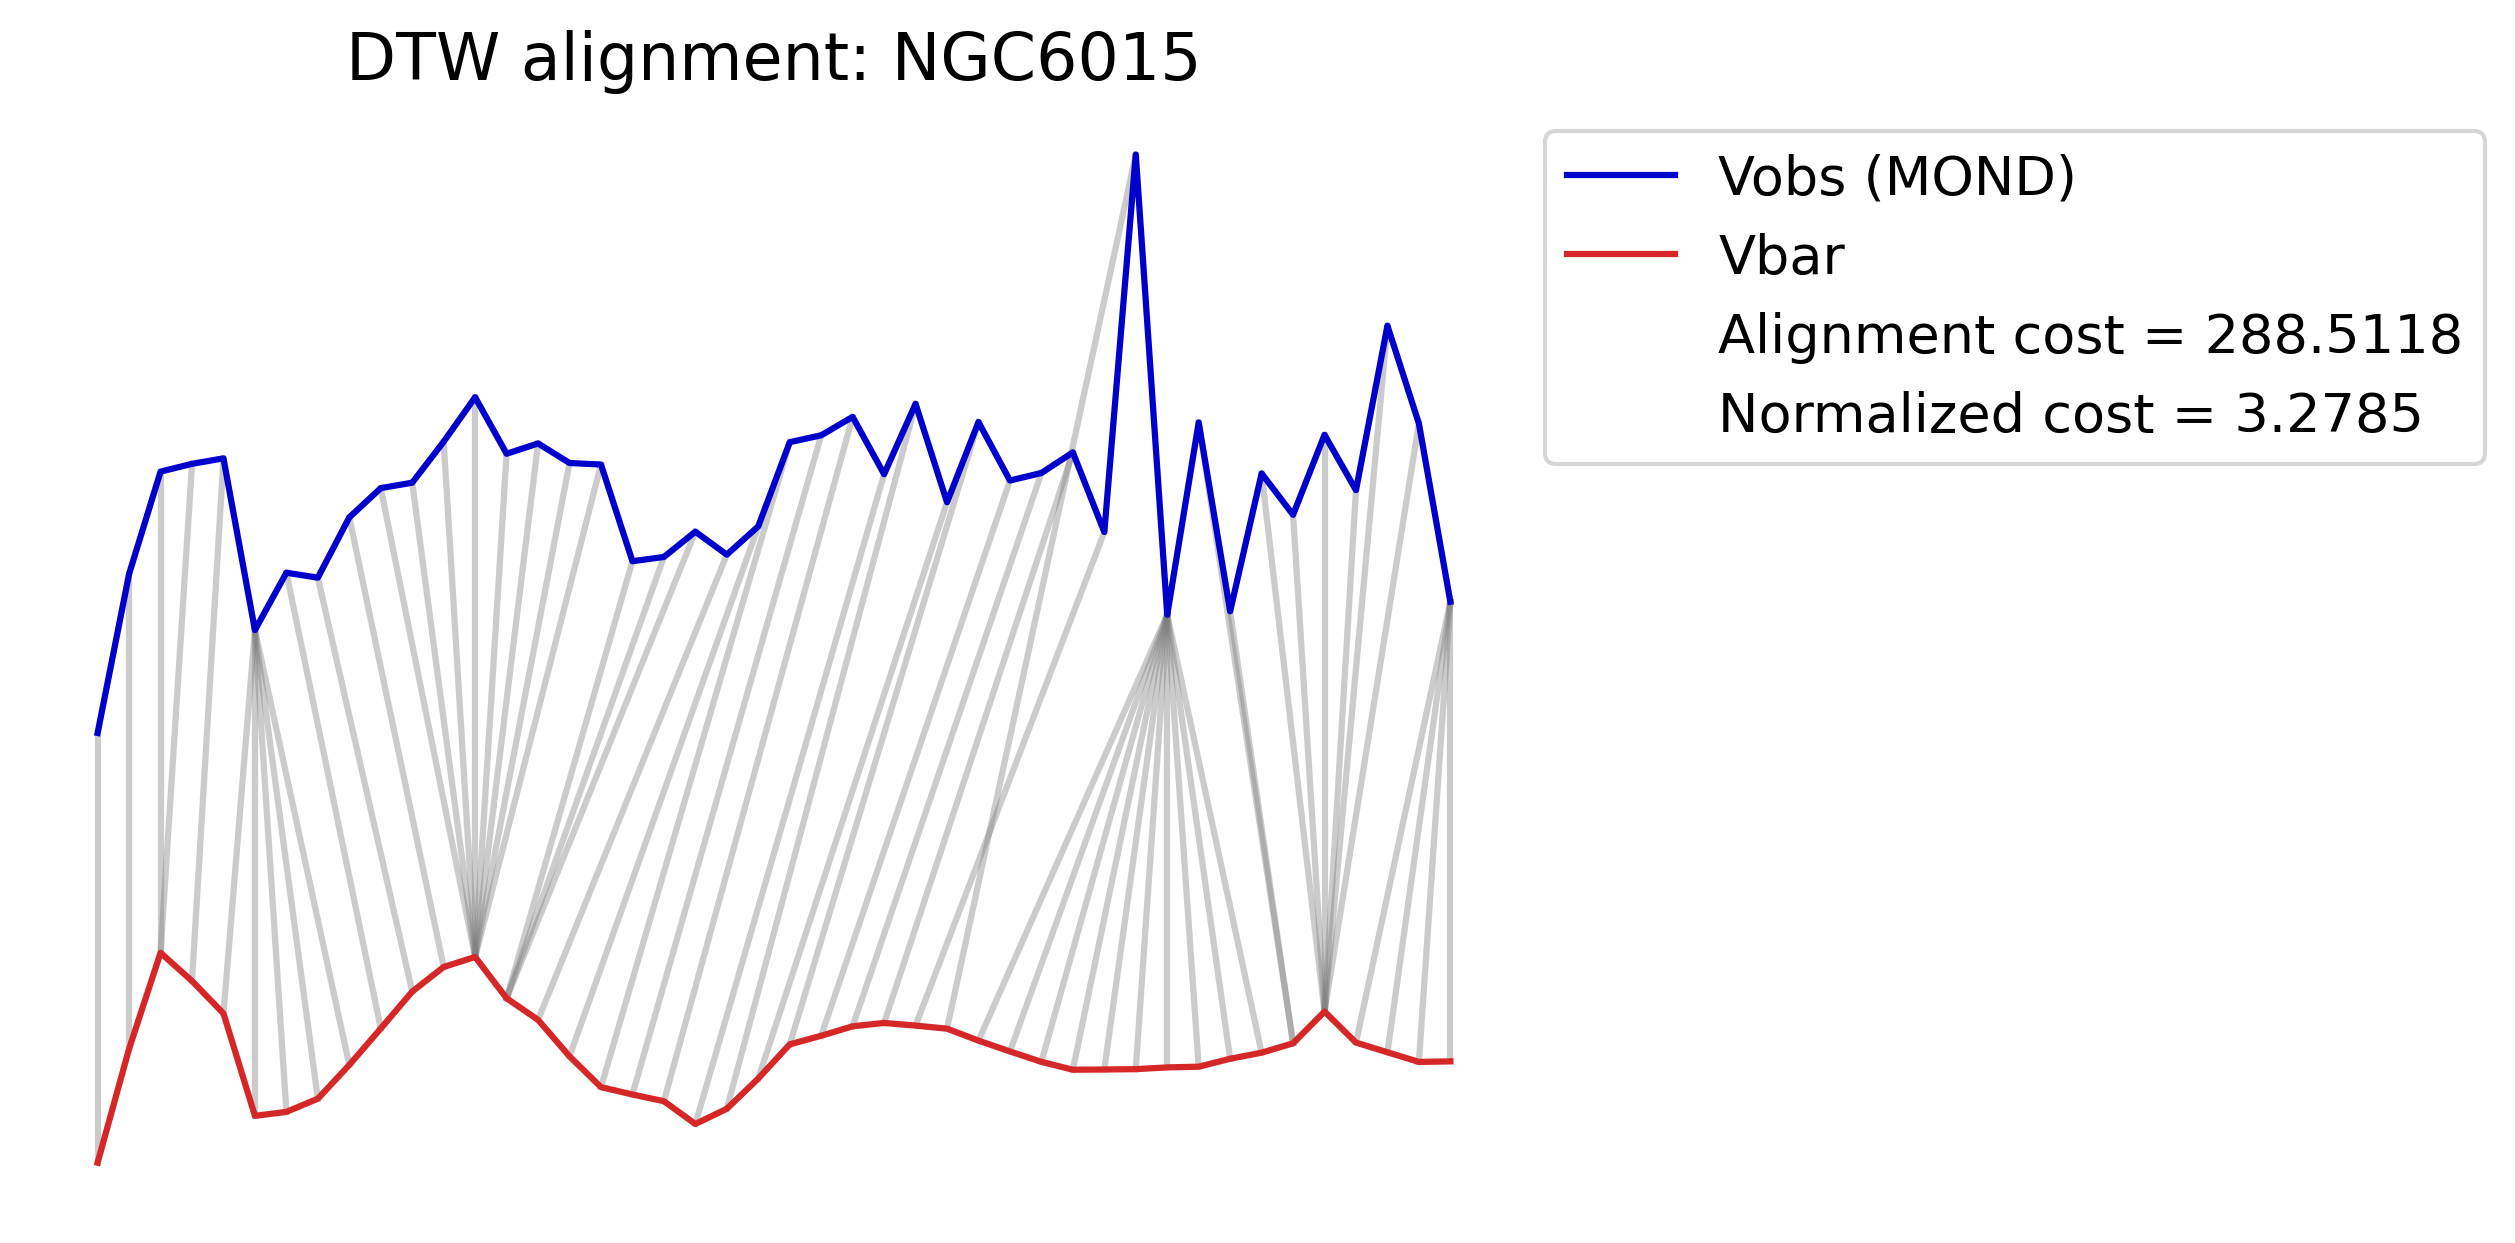 DTW alignment: NGC6015
Vobs (MOND)
Vbar
Alignment cost = 288.5118
Normalized cost = 3.2785